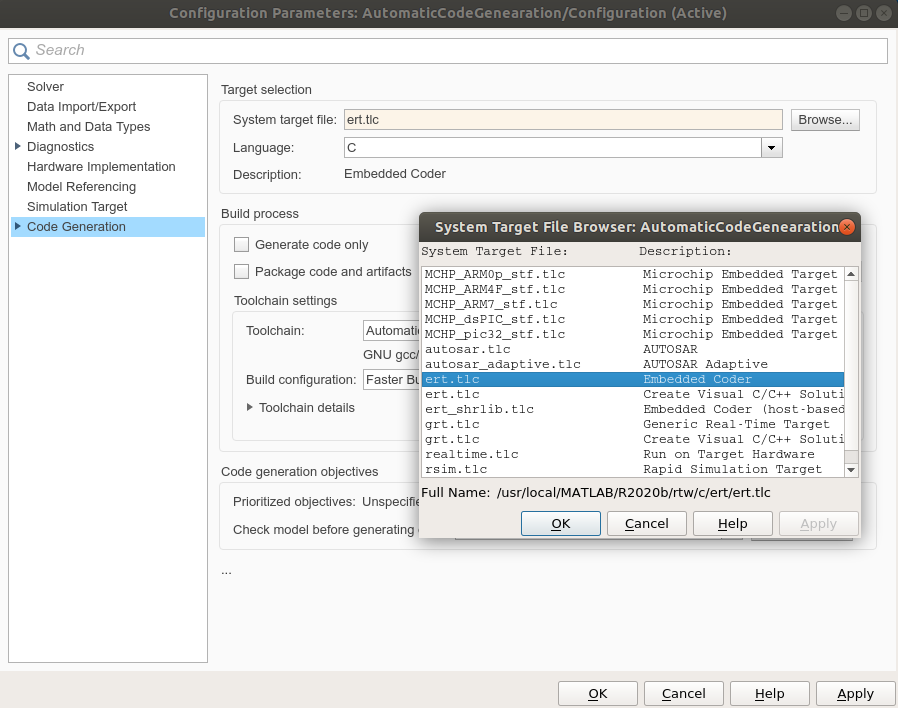 Configuration Parameters: AutomaticCodeGenearation/Configuration (Active)
Search
Solver
Data Import/Export
Math and Data Types
Diagnostics
Hardware Implementation
Model Referencing
Simulation Target
Code Generation
Target selection
System target file: ert.tlc Browse...
Language: C
Description: Embedded Coder
Build process
Generate code only
Package code and artifacts
Toolchain settings
Toolchain: Automati
GNU gcc/
Build configuration: Faster Bu
Toolchain details
Code generation objectives
Prioritized objectives: Unspecifie
Check model before generating
...
System Target File Browser: AutomaticCodeGenearation
System Target File: Description:
MCHP_ARM0p_stf.tlc Microchip Embedded Target
MCHP_ARM4F_stf.tlc Microchip Embedded Target
MCHP_ARM7_stf.tlc Microchip Embedded Target
MCHP_dsPIC_stf.tlc Microchip Embedded Target
MCHP_pic32_stf.tlc Microchip Embedded Target
autosar.tlc AUTOSAR
autosar_adaptive.tlc AUTOSAR Adaptive
ert.tlc Embedded Coder
ert.tlc Create Visual C/C++ Soluti
ert_shrlib.tlc Embedded Coder (host-based
grt.tlc Generic Real-Time Target
grt.tlc Create Visual C/C++ Soluti
realtime.tlc Run on Target Hardware
rsim.tlc Rapid Simulation Target
Full Name: /usr/local/MATLAB/R2020b/rtw/c/ert/ert.tlc
OK Cancel Help Apply
OK Cancel Help Apply